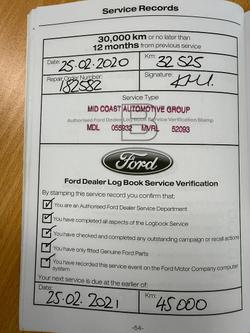 Service Records
30,000 km or no later than
12 months from previous service
Date: 25.02.2020 Km: 32 525
Repair Order Number: 182582 Signature:
Service Type
MID COAST AUTOMOTIVE GROUP
Authorised Ford Dealer Log Book Service Verification Stamp
MDL 055932 MVRL 52093
Ford
Ford Dealer Log Book Service Verification
By stamping the service record you confirm that:
You are an Authorised Ford Dealer Service Department
You have completed all aspects of the Logbook Service
You have checked and completed any outstanding campaign or recall actions
You have only fitted Genuine Ford Parts
You have recorded this service event on the Ford Motor Company computer
system
Your next service is due at the earlier of:
Date: 25.02.2021 Km: 45000
-54-